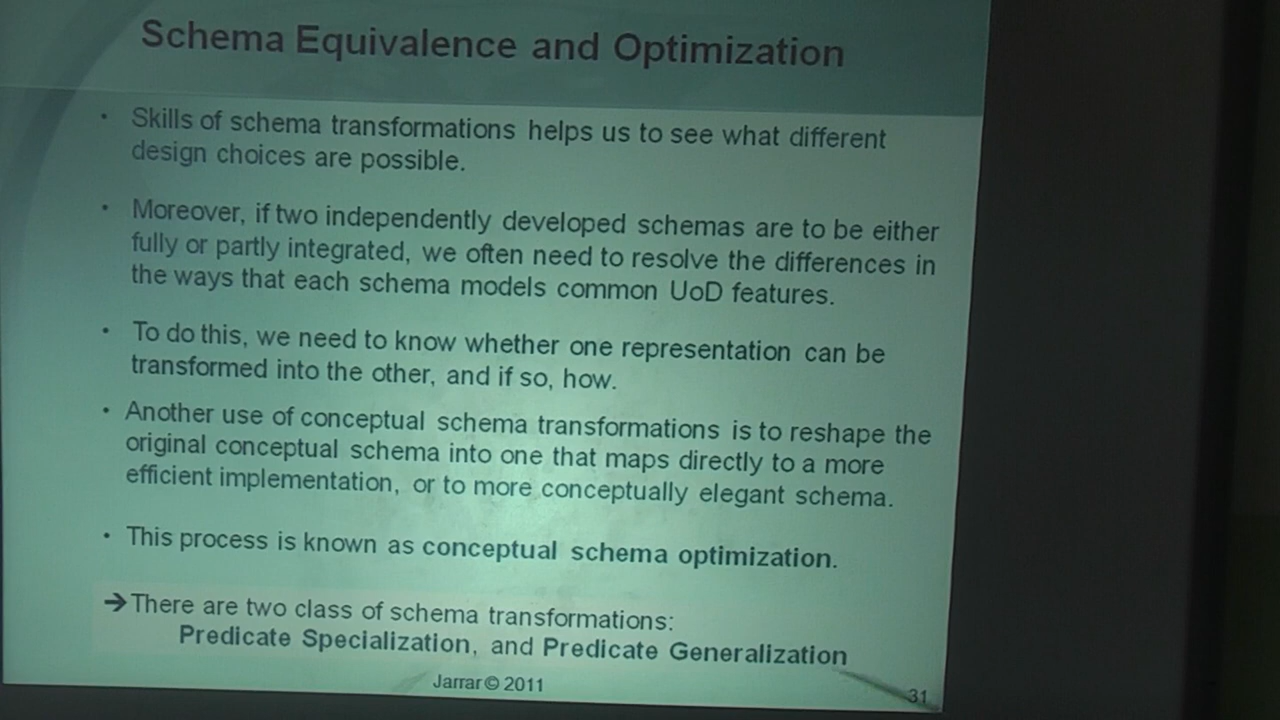 Schema Equivalence and Optimization
• Skills of schema transformations helps us to see what different
design choices are possible.
• Moreover, if two independently developed schemas are to be either
fully or partly integrated, we often need to resolve the differences in
the ways that each schema models common UoD features.
• To do this, we need to know whether one representation can be
transformed into the other, and if so, how.
• Another use of conceptual schema transformations is to reshape the
original conceptual schema into one that maps directly to a more
efficient implementation, or to more conceptually elegant schema.
• This process is known as conceptual schema optimization.
→ There are two class of schema transformations:
Predicate Specialization, and Predicate Generalization
Jarrar © 2011
31